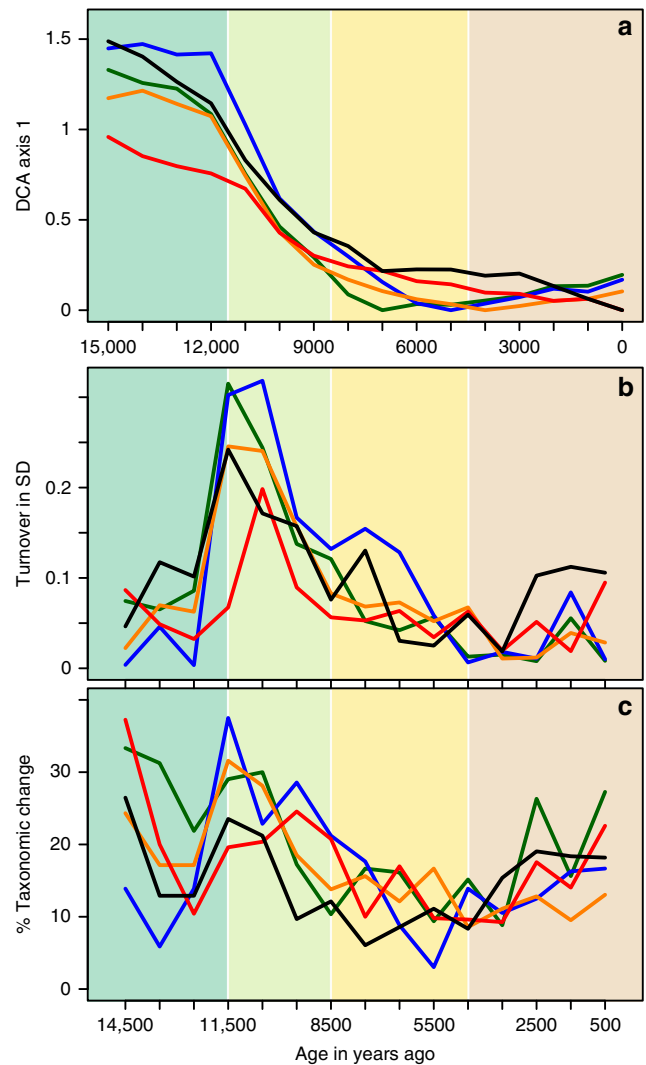 a
DCA axis 1
1.5
1
0.5
0
15,000 12,000 9000 6000 3000 0
b
Turnover in SD
0.2
0.1
0
c
% Taxonomic change
30
20
10
0
14,500 11,500 8500 5500 2500 500
Age in years ago